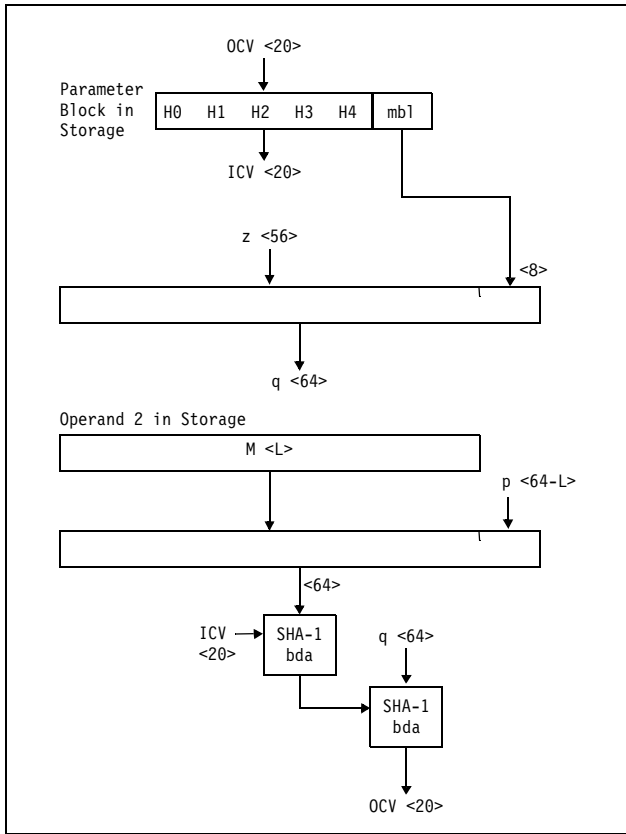 OCV <20>
Parameter
Block in
Storage
H0 H1 H2 H3 H4 mbl
ICV <20>
z <56>
<8>
q <64>
Operand 2 in Storage
M <L>
p <64-L>
<64>
ICV
<20>
SHA-1
bda
q <64>
SHA-1
bda
OCV <20>